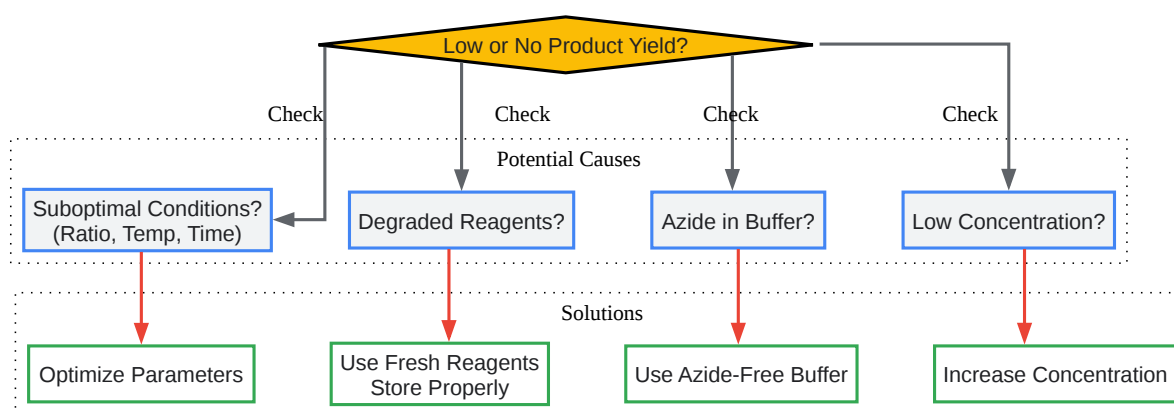 Low or No Product Yield?
Check
Check
Check
Check
Potential Causes
Suboptimal Conditions?
(Ratio, Temp, Time)
Degraded Reagents?
Azide in Buffer?
Low Concentration?
Solutions
Optimize Parameters
Use Fresh Reagents
Store Properly
Use Azide-Free Buffer
Increase Concentration